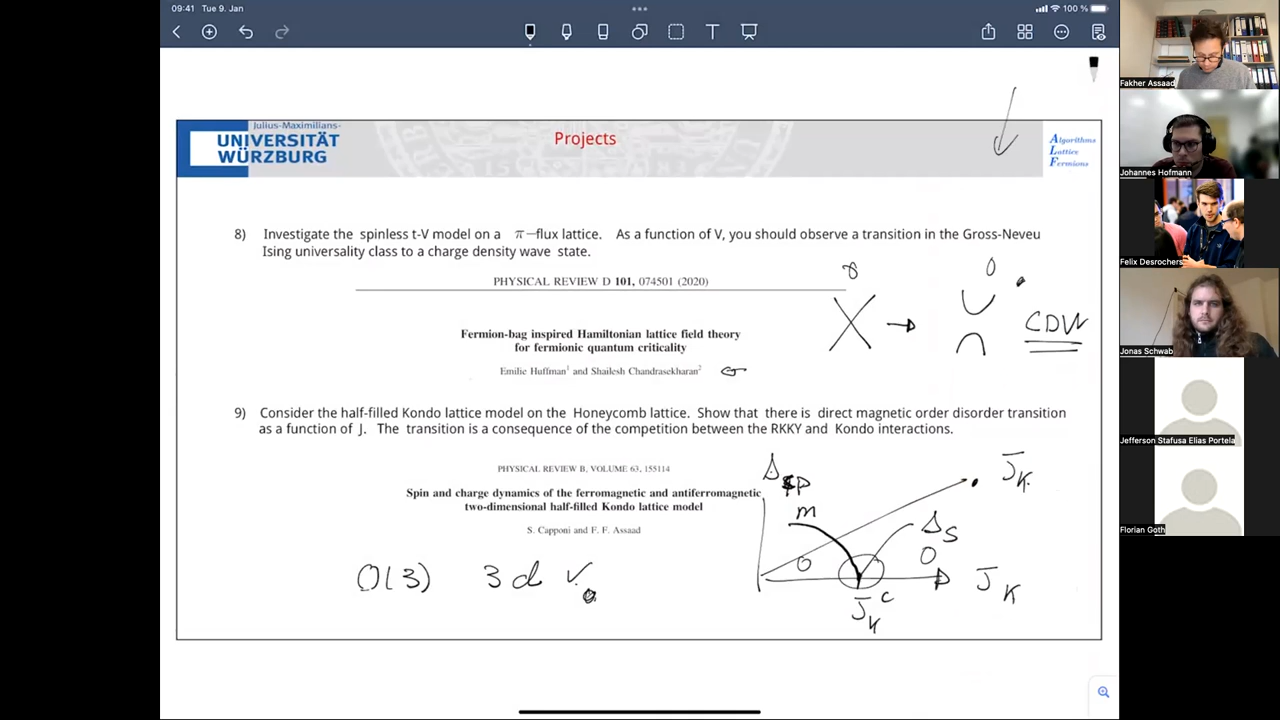 09:41 Tue 9. Jan
100 %
Julius-Maximilians-
UNIVERSITÄT
WÜRZBURG
Projects
Algorithms
Lattice
Fermions
8) Investigate the spinless t-V model on a π−flux lattice. As a function of V, you should observe a transition in the Gross-Neveu
Ising universality class to a charge density wave state.
PHYSICAL REVIEW D 101, 074501 (2020)
Fermion-bag inspired Hamiltonian lattice field theory
for fermionic quantum criticality
Emilie Huffman¹ and Shailesh Chandrasekharan²
CDW
9) Consider the half-filled Kondo lattice model on the Honeycomb lattice. Show that there is direct magnetic order disorder transition
as a function of J. The transition is a consequence of the competition between the RKKY and Kondo interactions.
PHYSICAL REVIEW B, VOLUME 63, 155114
Spin and charge dynamics of the ferromagnetic and antiferromagnetic
two-dimensional half-filled Kondo lattice model
S. Capponi and F. F. Assaad
J_K
m
Δ_S
O(3) 3d
J_K
J_K^c
Fakher Assaad
Johannes Hofmann
Felix Desrochers
Jonas Schwab
Jefferson Stafusa Elias Portela
Florian Goth